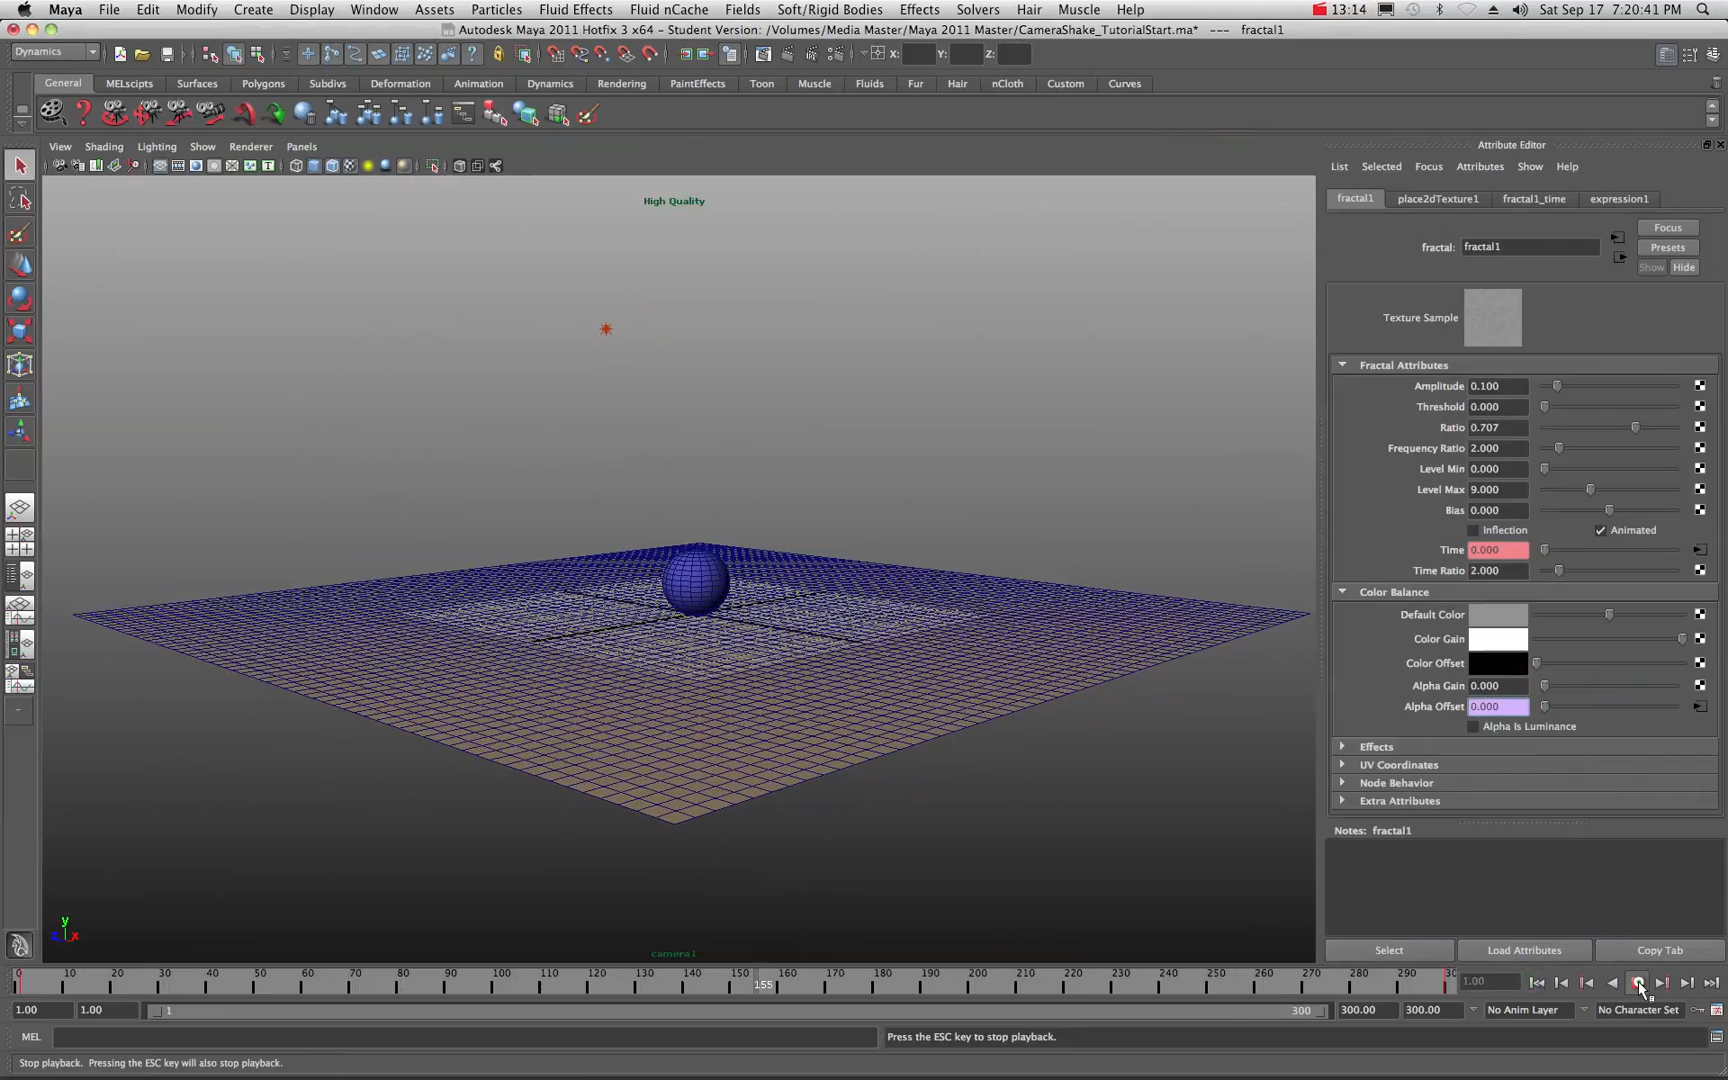 Maya File Edit Modify Create Display Window Assets Particles Fluid Effects Fluid nCache Fields Soft/Rigid Bodies Effects Solvers Hair Muscle Help 13:14 Sat Sep 17 7:20:41 PM
Autodesk Maya 2011 Hotfix 3 x64 - Student Version: /Volumes/Media Master/Maya 2011 Master/CameraShake_TutorialStart.ma* --- fractal1
Dynamics X: Y: Z:
General MELscipts Surfaces Polygons Subdivs Deformation Animation Dynamics Rendering PaintEffects Toon Muscle Fluids Fur Hair nCloth Custom Curves
Attribute Editor
View Shading Lighting Show Renderer Panels
List Selected Focus Attributes Show Help
High Quality
fractal1 place2dTexture1 fractal1_time expression1
Focus
fractal: fractal1 Presets
Show Hide
Texture Sample
Fractal Attributes
Amplitude 0.100
Threshold 0.000
Ratio 0.707
Frequency Ratio 2.000
Level Min 0.000
Level Max 9.000
Bias 0.000
Inflection Animated
Time 0.000
Time Ratio 2.000
Color Balance
Default Color
Color Gain
Color Offset
Alpha Gain 0.000
Alpha Offset 0.000
Alpha Is Luminance
Effects
UV Coordinates
Node Behavior
Extra Attributes
Notes: fractal1
y
z x
camera1
Select Load Attributes Copy Tab
0 10 20 30 40 50 60 70 80 90 100 110 120 130 140 150 160 170 180 190 200 210 220 230 240 250 260 270 280 290 30 1.00
155
1.00 1.00 1 300 300.00 300.00 No Anim Layer No Character Set
MEL Press the ESC key to stop playback.
Stop playback. Pressing the ESC key will also stop playback.